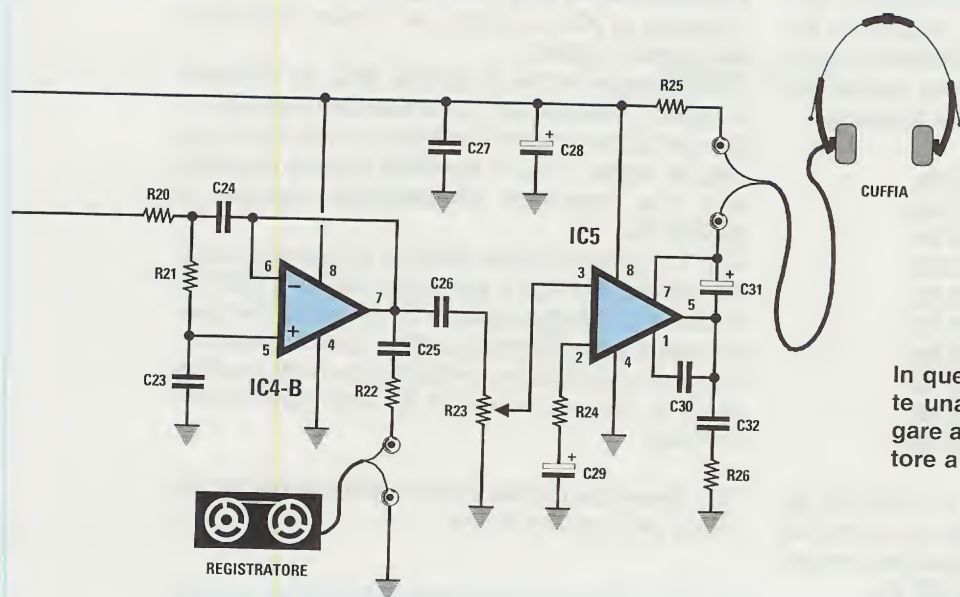 R25
C27
+
C28
CUFFIA
R20
C24
IC5
R21
6
8
3
8
7
+
C31
−
7
C26
5
+
5
4
2
1
C25
4
C23
IC4-B
R22
R23
R24
C30
C32
+
C29
R26
REGISTRATORE
In que
te una
gare a
tore a